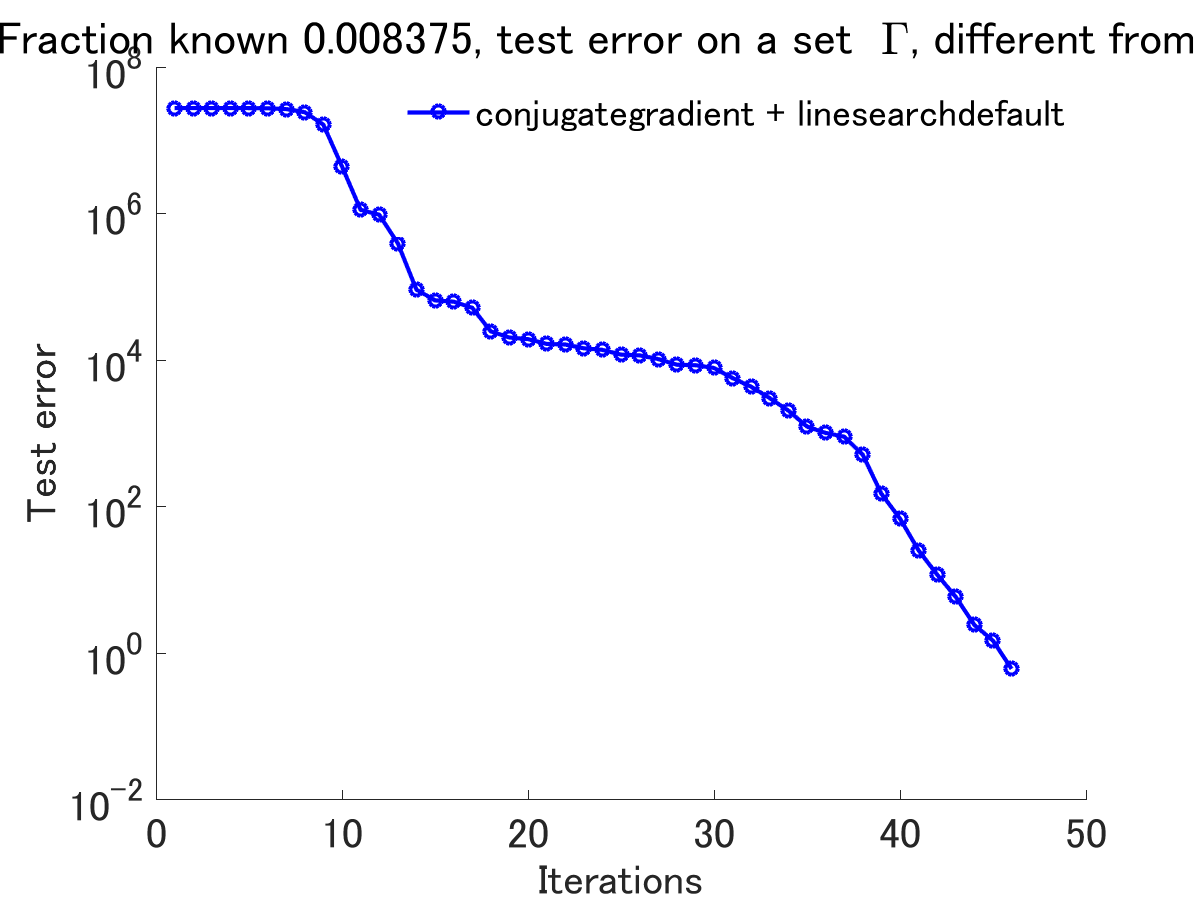 Fraction known 0.008375, test error on a set Γ, different from
conjugategradient + linesearchdefault
Test error
10^8
10^6
10^4
10^2
10^0
10^-2
0 10 20 30 40 50
Iterations